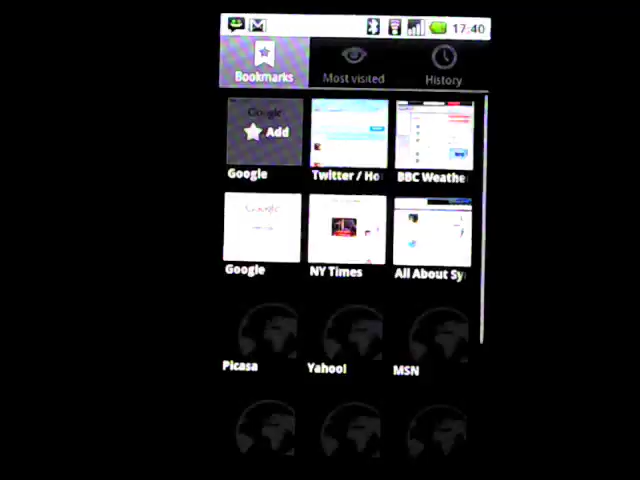 17.40
Bookmarks
Most visited
History
Google
Add
Google
Twitter / Ho
BBC Weathe
Google
Google
NY Times
All About Sy
Picasa
Yahoo!
MSN